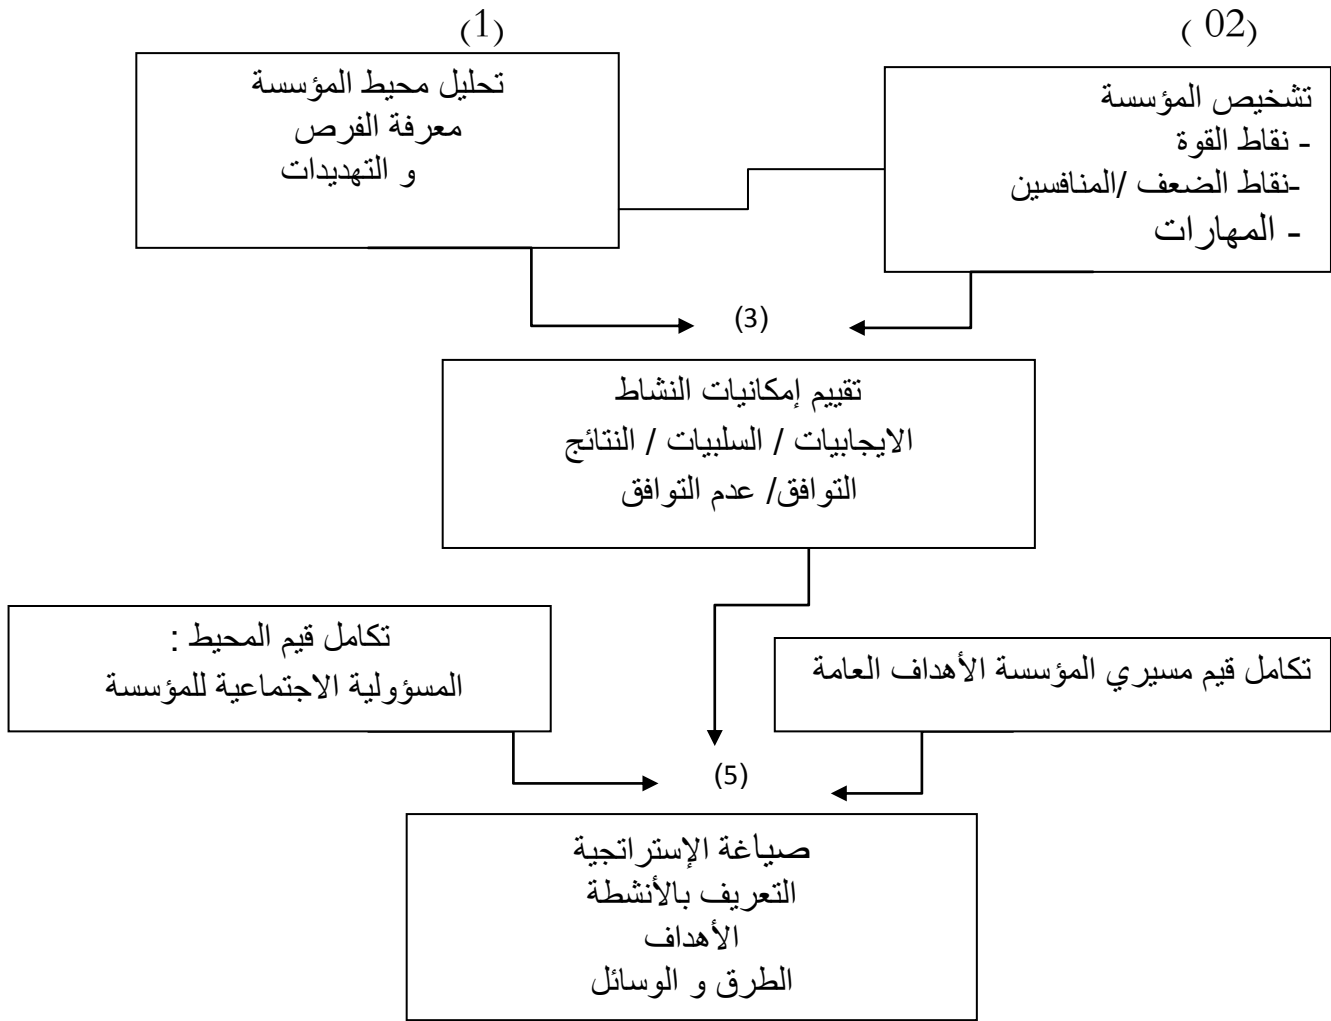 (1)
تحليل محيط المؤسسة
معرفة الفرص
و التهديدات
( 02)
تشخيص المؤسسة
- نقاط القوة
-نقاط الضعف /المنافسين
- المهارات
(3)
تقييم إمكانيات النشاط
الايجابيات / السلبيات / النتائج
التوافق/ عدم التوافق
تكامل قيم المحيط :
المسؤولية الاجتماعية للمؤسسة
تكامل قيم مسيري المؤسسة الأهداف العامة
(5)
صياغة الإستراتجية
التعريف بالأنشطة
الأهداف
الطرق و الوسائل